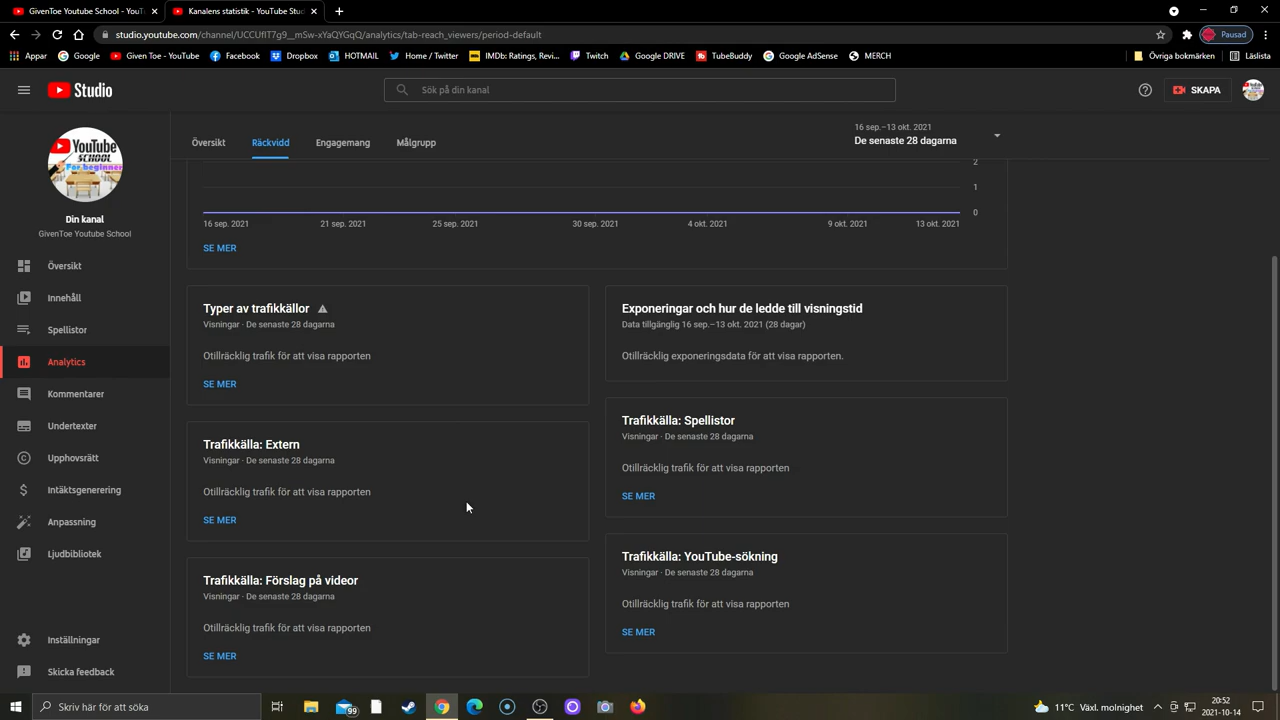 GivenToe Youtube School - YouT
Kanalens statistik - YouTube Stud
studio.youtube.com/channel/UCCUfIT7g9__mSw-xYaQYGqQ/analytics/tab-reach_viewers/period-default
Pausad
Appar
Google
Given Toe - YouTube
Facebook
Dropbox
HOTMAIL
Home / Twitter
IMDb: Ratings, Revi...
Twitch
Google DRIVE
TubeBuddy
Google AdSense
MERCH
Övriga bokmärken
Läslista
Studio
Sök på din kanal
SKAPA
YouTube
SCHOOL
For beginner
Din kanal
GivenToe Youtube School
Översikt
Innehåll
Spellistor
Analytics
Kommentarer
Undertexter
Upphovsrätt
Intäktsgenerering
Anpassning
Ljudbibliotek
Inställningar
Skicka feedback
Översikt
Räckvidd
Engagemang
Målgrupp
16 sep.–13 okt. 2021
De senaste 28 dagarna
2
1
0
16 sep. 2021
21 sep. 2021
25 sep. 2021
30 sep. 2021
4 okt. 2021
9 okt. 2021
13 okt. 2021
SE MER
Typer av trafikkällor
Visningar · De senaste 28 dagarna
Otillräcklig trafik för att visa rapporten
SE MER
Trafikkälla: Extern
Visningar · De senaste 28 dagarna
Otillräcklig trafik för att visa rapporten
SE MER
Trafikkälla: Förslag på videor
Visningar · De senaste 28 dagarna
Otillräcklig trafik för att visa rapporten
SE MER
Exponeringar och hur de ledde till visningstid
Data tillgänglig 16 sep.–13 okt. 2021 (28 dagar)
Otillräcklig exponeringsdata för att visa rapporten.
Trafikkälla: Spellistor
Visningar · De senaste 28 dagarna
Otillräcklig trafik för att visa rapporten
SE MER
Trafikkälla: YouTube-sökning
Visningar · De senaste 28 dagarna
Otillräcklig trafik för att visa rapporten
SE MER
Skriv här för att söka
99
11°C
Växl. molnighet
20:52
2021-10-14